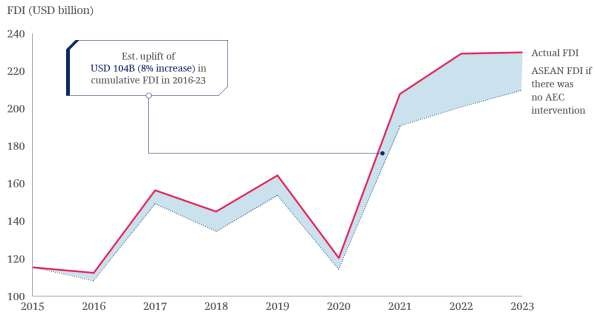 FDI (USD billion)
240
220
200
180
160
140
120
100
Est. uplift of
USD 104B (8% increase) in
cumulative FDI in 2016-23
Actual FDI
ASEAN FDI if
there was
no AEC
intervention
2015 2016 2017 2018 2019 2020 2021 2022 2023